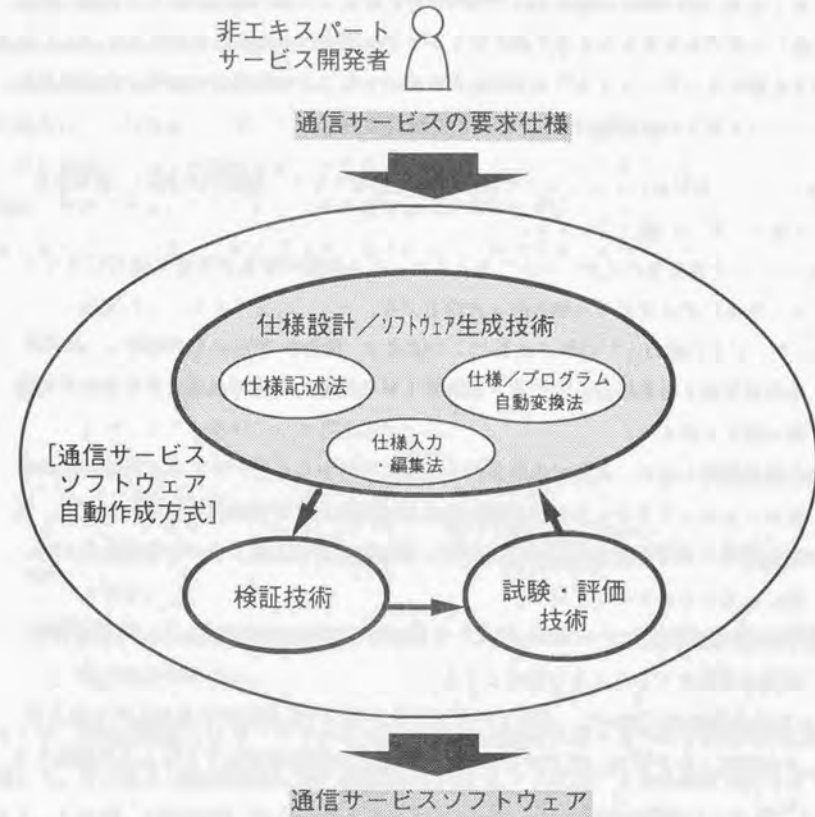 非エキスパート
サービス開発者
通信サービスの要求仕様
仕様設計／ソフトウェア生成技術
仕様記述法
仕様／プログラム
自動変換法
仕様入力
・編集法
[通信サービス
ソフトウェア
自動作成方式]
検証技術
試験・評価
技術
通信サービスソフトウェア